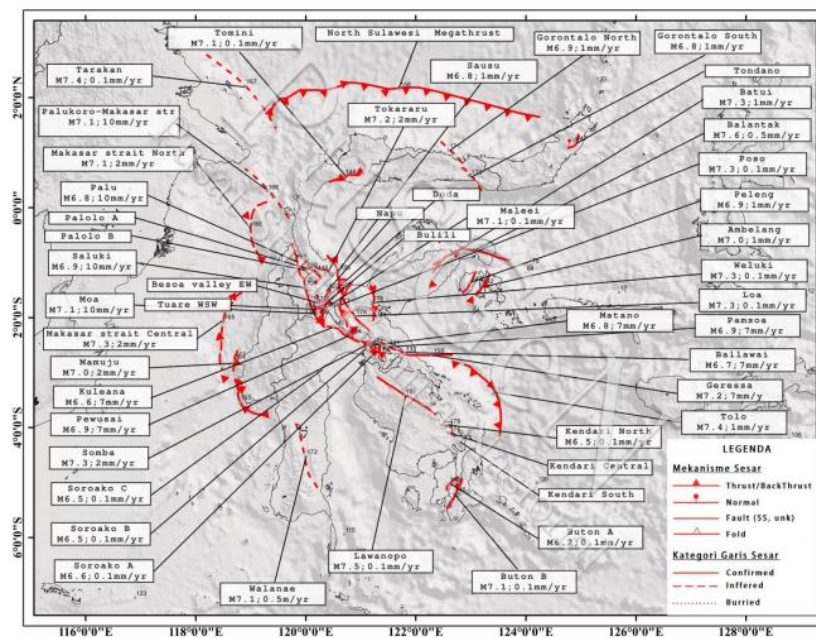 Tomini
M7.1;0.1mm/yr
North Sulawesi Megathrust
Gorontalo North
M6.9;1mm/yr
Gorontalo South
M6.8;1mm/yr
Tarakan
M7.4;0.1mm/yr
Sausu
M6.8;1mm/yr
Tondano
Palukoro-Makasar str
M7.1;10mm/yr
Tokararu
M7.2;2mm/yr
Batui
M7.3;1mm/yr
Makasar strait North
M7.1;2mm/yr
Balantak
M7.6;0.5mm/yr
Palu
M6.8;10mm/yr
Doda
Poso
M7.3;0.1mm/yr
Palolo A
Napu
Maleei
M7.1;0.1mm/yr
Peleng
M6.9;1mm/yr
Palolo B
Bulili
Ambelang
M7.0;1mm/yr
Saluki
M6.9;10mm/yr
Besoa valley EW
Weluki
M7.3;0.1mm/yr
Moa
M7.1;10mm/yr
Tuare WSW
Loa
M7.3;0.1mm/yr
Makasar strait Central
M7.3;2mm/yr
Matano
M6.8;7mm/yr
Pamsoa
M6.9;7mm/yr
Mamuju
M7.0;2mm/yr
Ballawai
M6.7;7mm/yr
Kuleana
M6.6;7mm/yr
Geressa
M7.2;7mm/yr
Pewusai
M6.9;7mm/yr
Tolo
M7.4;1mm/yr
Somba
M7.3;2mm/yr
Kendari North
M6.5;0.1mm/yr
Soroako C
M6.5;0.1mm/yr
Kendari Central
Soroako B
M6.5;0.1mm/yr
Kendari South
Soroako A
M6.6;0.1mm/yr
Lawanopo
M7.5;0.1mm/yr
Buton A
M6.2;0.1mm/yr
Walanae
M7.1;0.5m/yr
Buton B
M7.1;0.1mm/yr
LEGENDA
Mekanisme Sesar
Thrust/BackThrust
Normal
Fault (SS, unk)
Fold
Kategori Garis Sesar
Confirmed
Inffered
Burried
2°0'0"N
0°0'0"
2°0'0"S
4°0'0"S
6°0'0"S
116°0'0"E
118°0'0"E
120°0'0"E
122°0'0"E
124°0'0"E
126°0'0"E
128°0'0"E